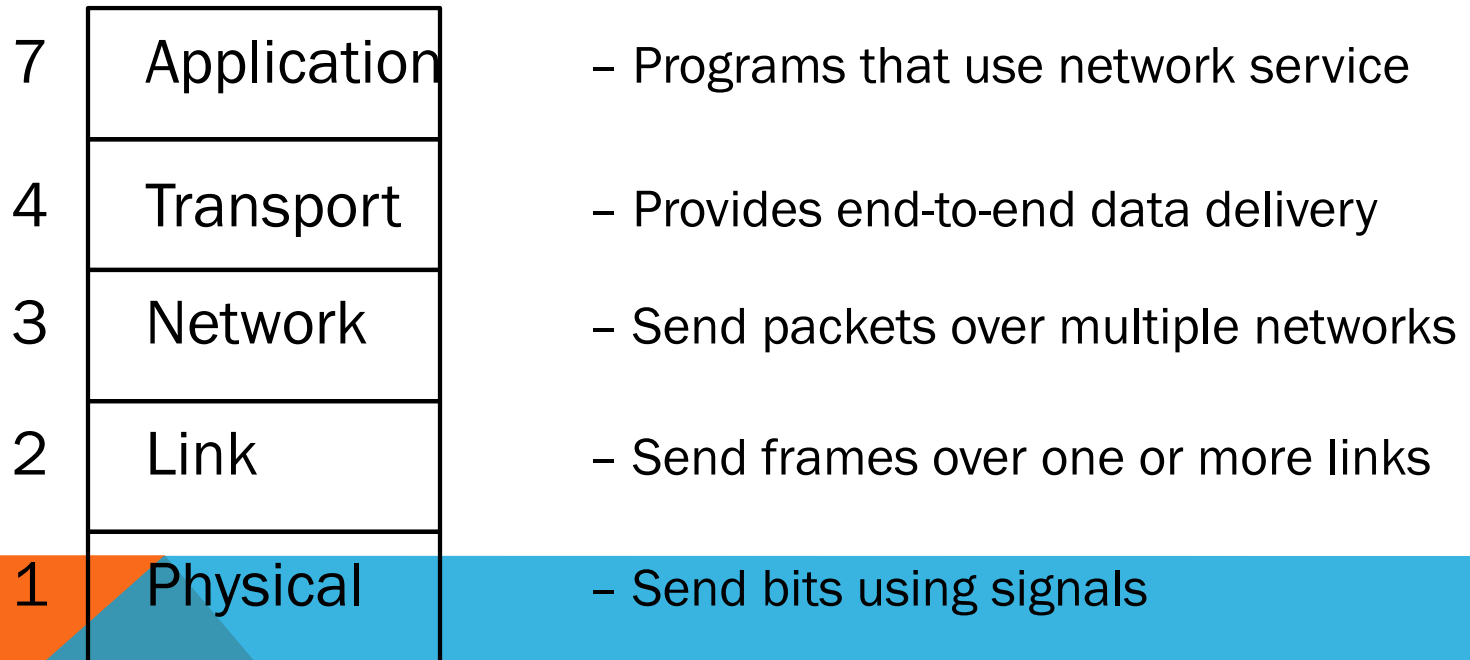 7 Application – Programs that use network service
4 Transport – Provides end-to-end data delivery
3 Network – Send packets over multiple networks
2 Link – Send frames over one or more links
1 Physical – Send bits using signals